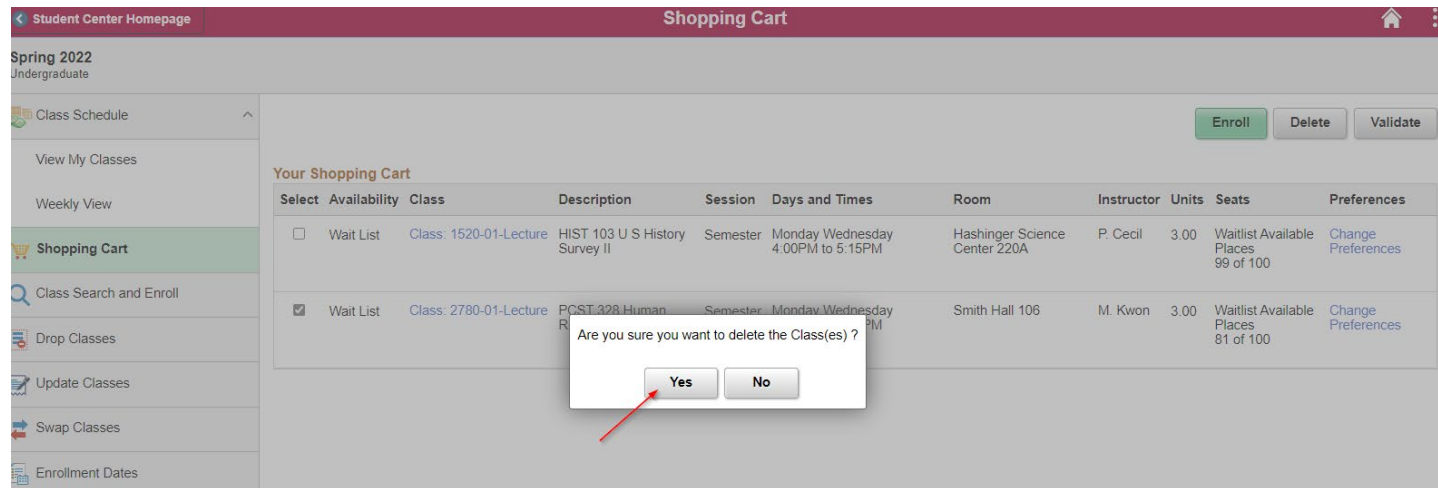 Student Center Homepage
Shopping Cart
Spring 2022
Undergraduate
Class Schedule
View My Classes
Weekly View
Shopping Cart
Class Search and Enroll
Drop Classes
Update Classes
Swap Classes
Enrollment Dates
Enroll Delete Validate
Your Shopping Cart
Select Availability Class Description Session Days and Times Room Instructor Units Seats Preferences
Wait List Class: 1520-01-Lecture HIST 103 U S History Semester Monday Wednesday Hashinger Science P. Cecil 3.00 Waitlist Available Change
Survey II 4:00PM to 5:15PM Center 220A Places Preferences
99 of 100
Wait List Class: 2780-01-Lecture PCST 328 Human Semester Monday Wednesday Smith Hall 106 M. Kwon 3.00 Waitlist Available Change
Places Preferences
81 of 100
Are you sure you want to delete the Class(es) ?
Yes No